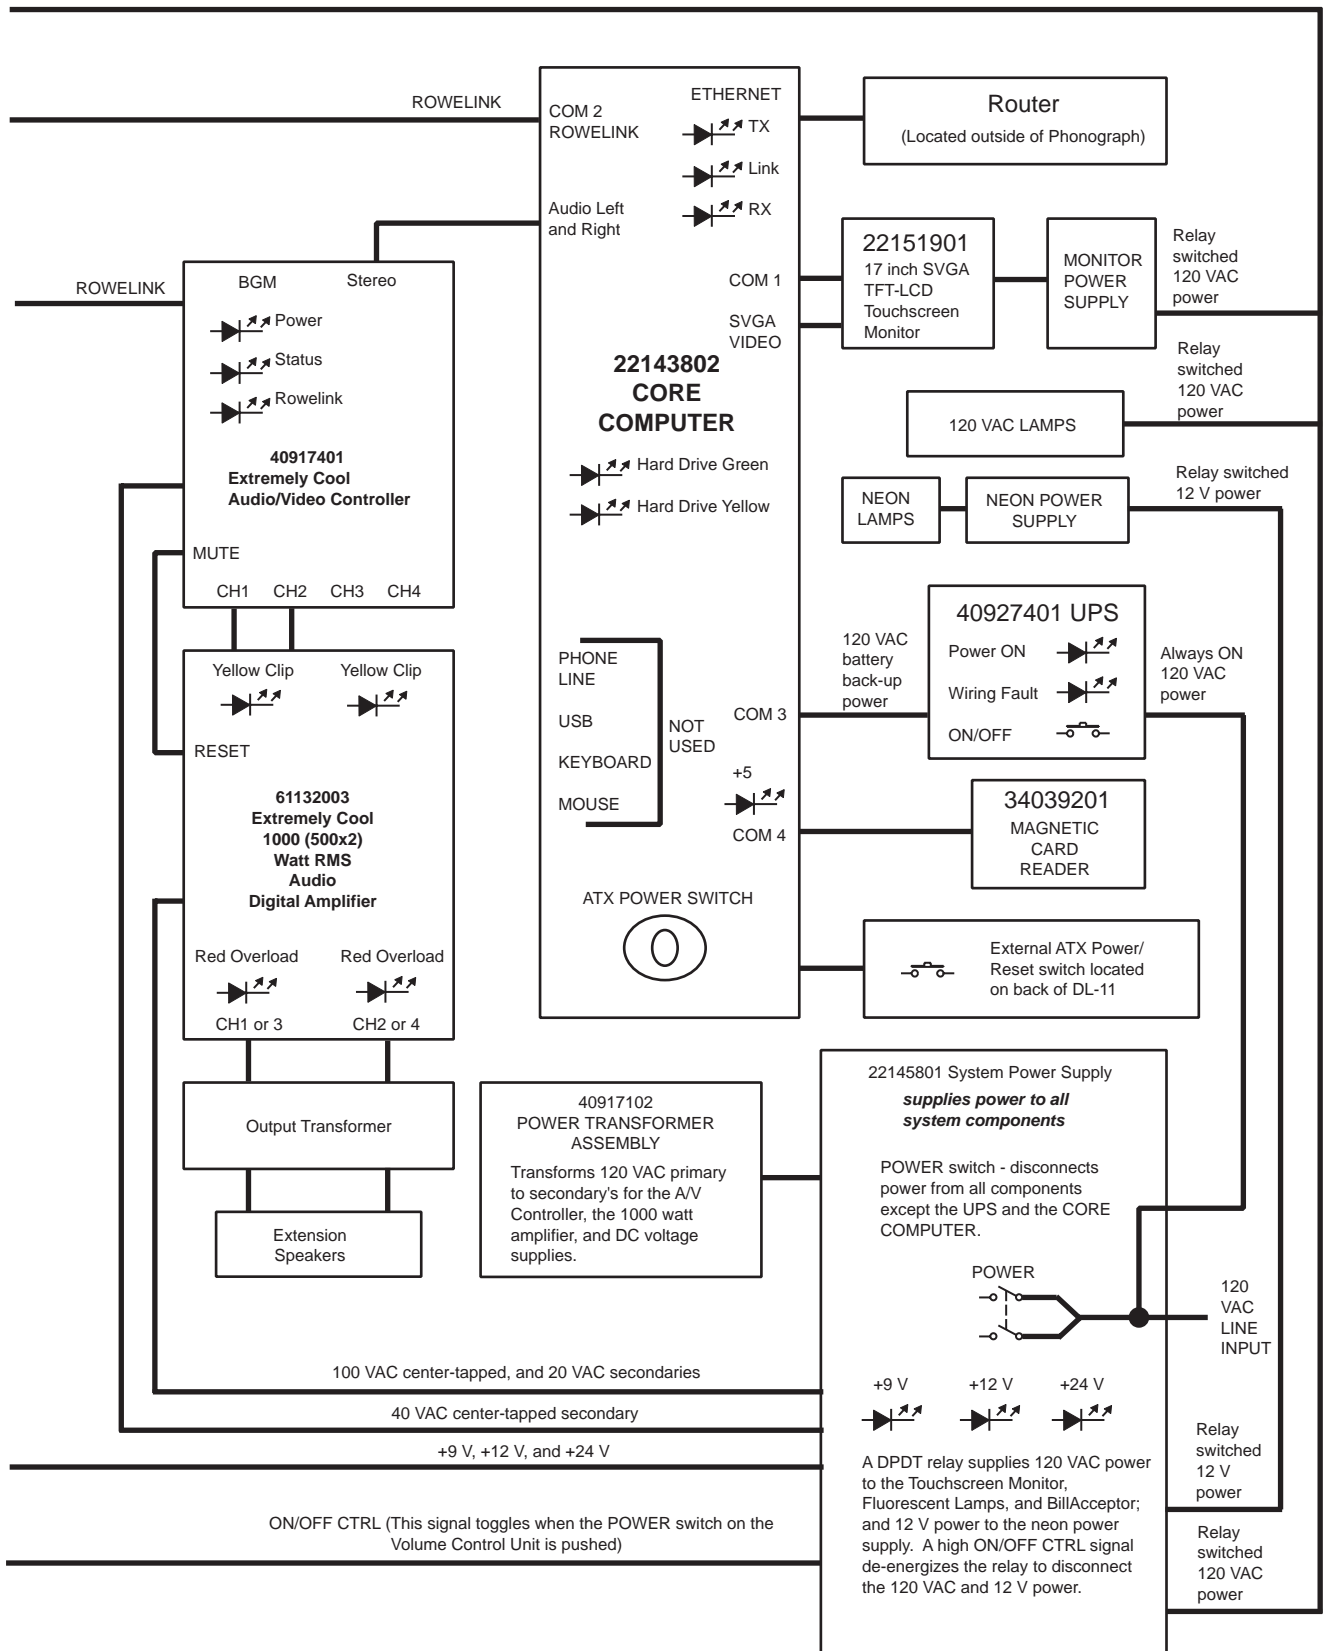 ROWELINK
COM 2
ROWELINK
ETHERNET
TX
Link
RX
Router
(Located outside of Phonograph)
Audio Left
and Right
ROWELINK
BGM
Stereo
Power
Status
Rowelink
40917401
Extremely Cool
Audio/Video Controller
MUTE
CH1
CH2
CH3
CH4
COM 1
SVGA
VIDEO
22143802
CORE
COMPUTER
Hard Drive Green
Hard Drive Yellow
22151901
17 inch SVGA
TFT-LCD
Touchscreen
Monitor
MONITOR
POWER
SUPPLY
Relay
switched
120 VAC
power
Relay
switched
120 VAC
power
120 VAC LAMPS
Relay switched
12 V power
NEON
LAMPS
NEON POWER
SUPPLY
40927401 UPS
Power ON
Wiring Fault
ON/OFF
120 VAC
battery
back-up
power
Always ON
120 VAC
power
PHONE
LINE
USB
KEYBOARD
MOUSE
NOT
USED
COM 3
+5
COM 4
34039201
MAGNETIC
CARD
READER
ATX POWER SWITCH
External ATX Power/
Reset switch located
on back of DL-11
Yellow Clip
Yellow Clip
RESET
61132003
Extremely Cool
1000 (500x2)
Watt RMS
Audio
Digital Amplifier
Red Overload
Red Overload
CH1 or 3
CH2 or 4
Output Transformer
Extension
Speakers
40917102
POWER TRANSFORMER
ASSEMBLY
Transforms 120 VAC primary
to secondary's for the A/V
Controller, the 1000 watt
amplifier, and DC voltage
supplies.
22145801 System Power Supply
supplies power to all
system components
POWER switch - disconnects
power from all components
except the UPS and the CORE
COMPUTER.
POWER
120
VAC
LINE
INPUT
+9 V
+12 V
+24 V
A DPDT relay supplies 120 VAC power
to the Touchscreen Monitor,
Fluorescent Lamps, and BillAcceptor;
and 12 V power to the neon power
supply.  A high ON/OFF CTRL signal
de-energizes the relay to disconnect
the 120 VAC and 12 V power.
Relay
switched
12 V
power
Relay
switched
120 VAC
power
100 VAC center-tapped, and 20 VAC secondaries
40 VAC center-tapped secondary
+9 V, +12 V, and +24 V
ON/OFF CTRL (This signal toggles when the POWER switch on the
Volume Control Unit is pushed)